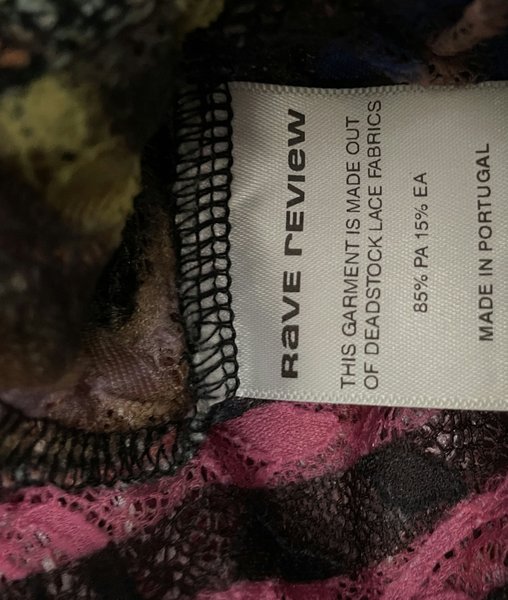 Rave review
THIS GARMENT IS MADE OUT
OF DEADSTOCK LACE FABRICS
85% PA 15% EA
MADE IN PORTUGAL